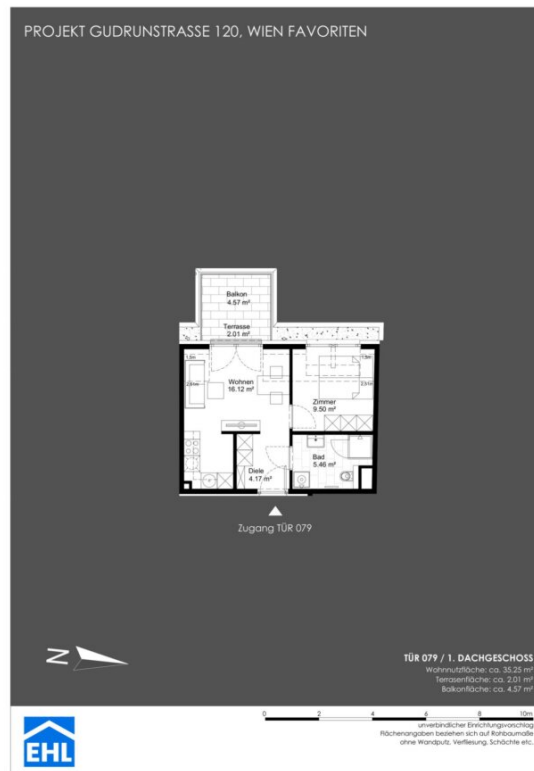 PROJEKT GUDRUNSTRASSE 120, WIEN FAVORITEN
Balkon
4.57 m²
Terrasse
2.01 m²
Wohnen
16.12 m²
Zimmer
9.50 m²
Bad
5.46 m²
Diele
4.17 m²
Zugang TÜR 079
N
TÜR 079 / 1. DACHGESCHOSS
Wohnnutzfläche: ca. 35.25 m²
Terrasenfläche: ca. 2.01 m²
Balkonfläche: ca. 4.57 m²
0 2 4 6 8 10m
unverbindlicher Einrichtungsvorschlag
Flächenangaben beziehen sich auf Rohbaumaße
ohne Wandputz, Verfliesung, Schächte etc.
EHL